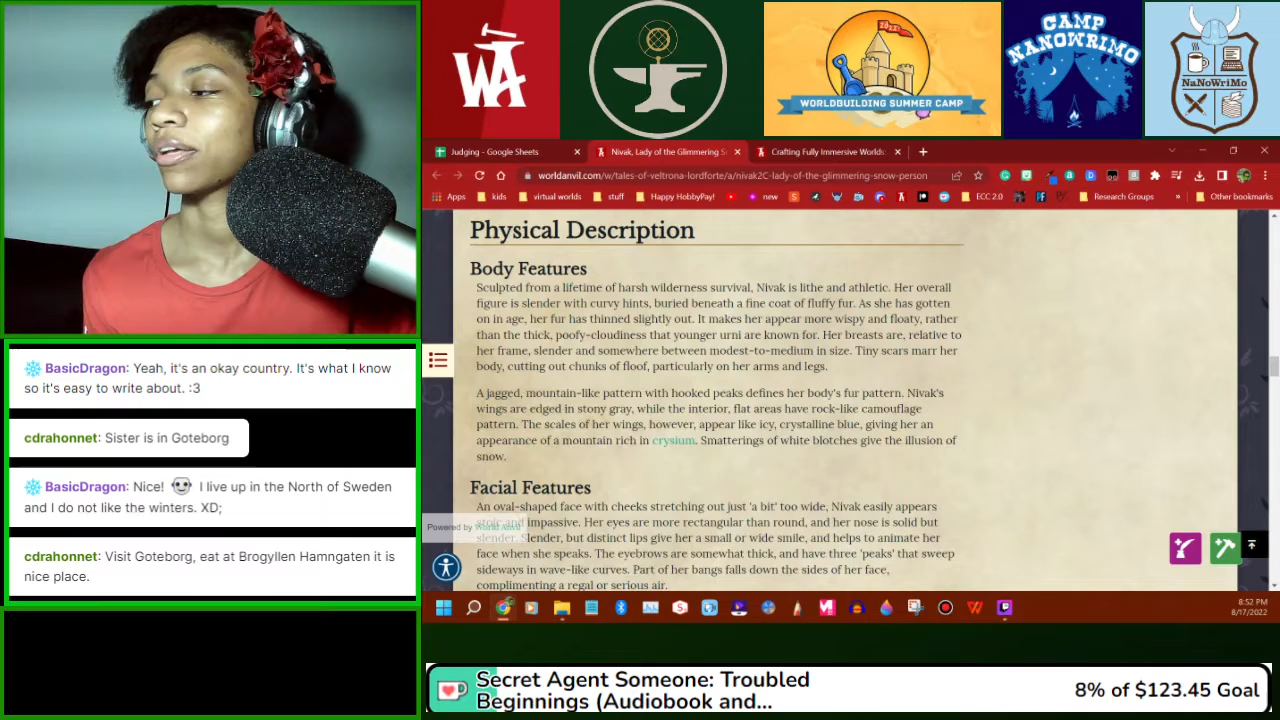 WA
zzz!
WORLDBUILDING SUMMER CAMP
CAMP
NANOWRIMO
NaNoWriMo
Judging - Google Sheets
Nivak, Lady of the Glimmering S
Crafting Fully Immersive Worlds:
worldanvil.com/w/tales-of-veltrona-lordforte/a/nivak2C-lady-of-the-glimmering-snow-person
Apps
kids
virtual worlds
stuff
Happy HobbyPay!
new
ECC 2.0
Research Groups
»
Other bookmarks
Physical Description
Body Features
Sculpted from a lifetime of harsh wilderness survival, Nivak is lithe and athletic. Her overall
figure is slender with curvy hints, buried beneath a fine coat of fluffy fur. As she has gotten
on in age, her fur has thinned slightly out. It makes her appear more wispy and floaty, rather
than the thick, poofy-cloudiness that younger urni are known for. Her breasts are, relative to
her frame, slender and somewhere between modest-to-medium in size. Tiny scars marr her
body, cutting out chunks of floof, particularly on her arms and legs.
A jagged, mountain-like pattern with hooked peaks defines her body's fur pattern. Nivak's
wings are edged in stony gray, while the interior, flat areas have rock-like camouflage
pattern. The scales of her wings, however, appear like icy, crystalline blue, giving her an
appearance of a mountain rich in crysium. Smatterings of white blotches give the illusion of
snow.
Facial Features
An oval-shaped face with cheeks stretching out just 'a bit' too wide, Nivak easily appears
stoic and impassive. Her eyes are more rectangular than round, and her nose is solid but
slender. Slender, but distinct lips give her a small or wide smile, and helps to animate her
face when she speaks. The eyebrows are somewhat thick, and have three 'peaks' that sweep
sideways in wave-like curves. Part of her bangs falls down the sides of her face,
complimenting a regal or serious air.
Powered by World Anvil
BasicDragon: Yeah, it's an okay country. It's what I know
so it's easy to write about. :3
cdrahonnet: Sister is in Goteborg
BasicDragon: Nice! I live up in the North of Sweden
and I do not like the winters. XD;
cdrahonnet: Visit Goteborg, eat at Brogyllen Hamngaten it is
nice place.
8:52 PM
8/17/2022
Secret Agent Someone: Troubled
Beginnings (Audiobook and...
8% of $123.45 Goal